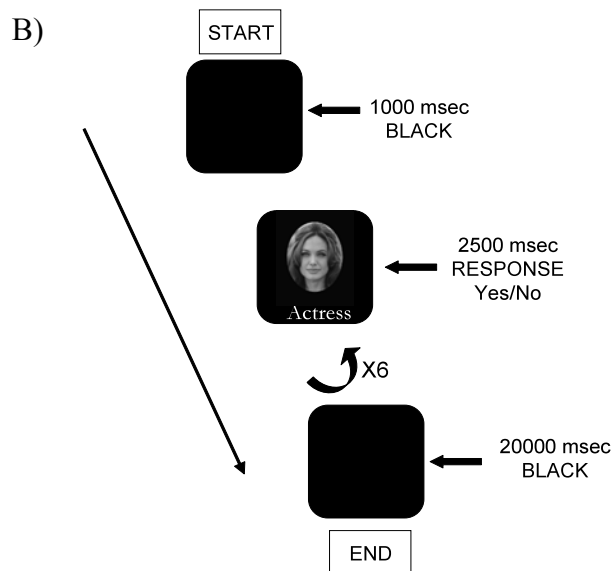 B)
START
1000 msec
BLACK
2500 msec
RESPONSE
Yes/No
Actress
X6
20000 msec
BLACK
END